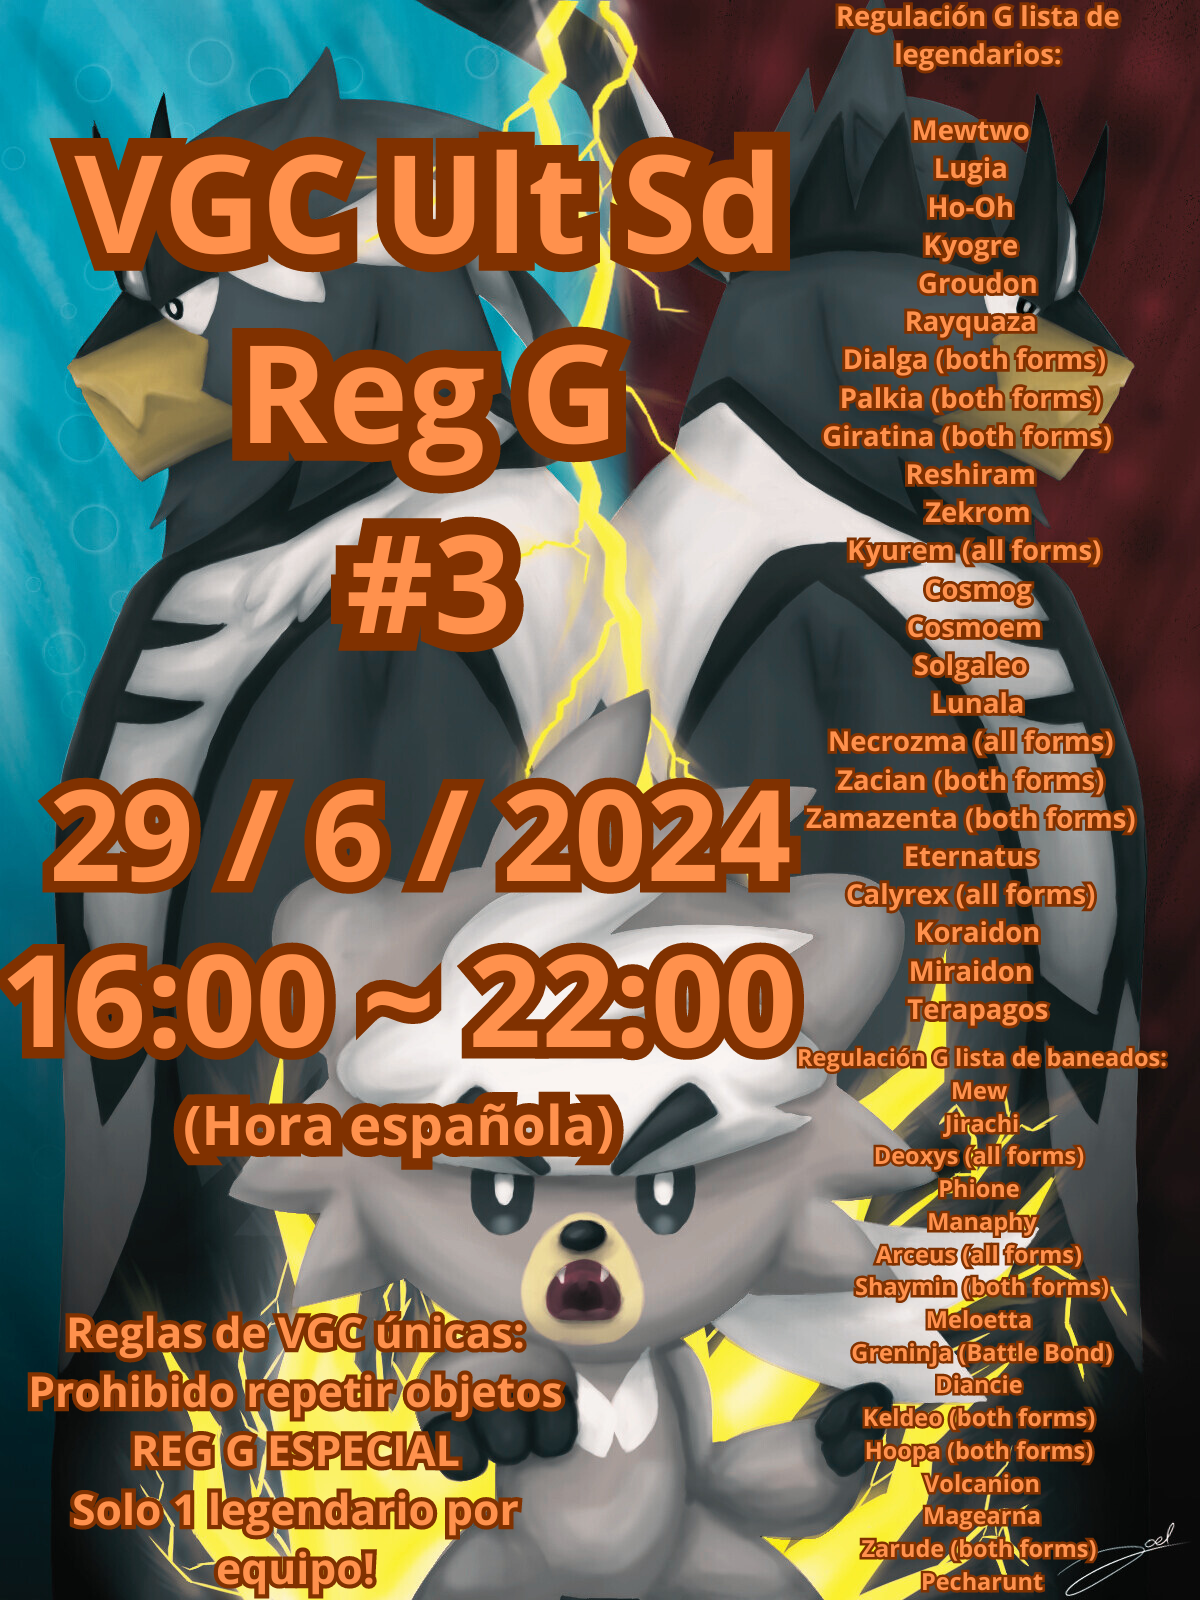 VGC Ult Sd
Reg G
#3
29 / 6 / 2024
16:00 ~ 22:00
(Hora española)
Reglas de VGC únicas:
Prohibido repetir objetos
REG G ESPECIAL
Solo 1 legendario por
equipo!
Regulación G lista de
legendarios:
Mewtwo
Lugia
Ho-Oh
Kyogre
Groudon
Rayquaza
Dialga (both forms)
Palkia (both forms)
Giratina (both forms)
Reshiram
Zekrom
Kyurem (all forms)
Cosmog
Cosmoem
Solgaleo
Lunala
Necrozma (all forms)
Zacian (both forms)
Zamazenta (both forms)
Eternatus
Calyrex (all forms)
Koraidon
Miraidon
Terapagos
Regulación G lista de baneados:
Mew
Jirachi
Deoxys (all forms)
Phione
Manaphy
Arceus (all forms)
Shaymin (both forms)
Meloetta
Greninja (Battle Bond)
Diancie
Keldeo (both forms)
Hoopa (both forms)
Volcanion
Magearna
Zarude (both forms)
Pecharunt